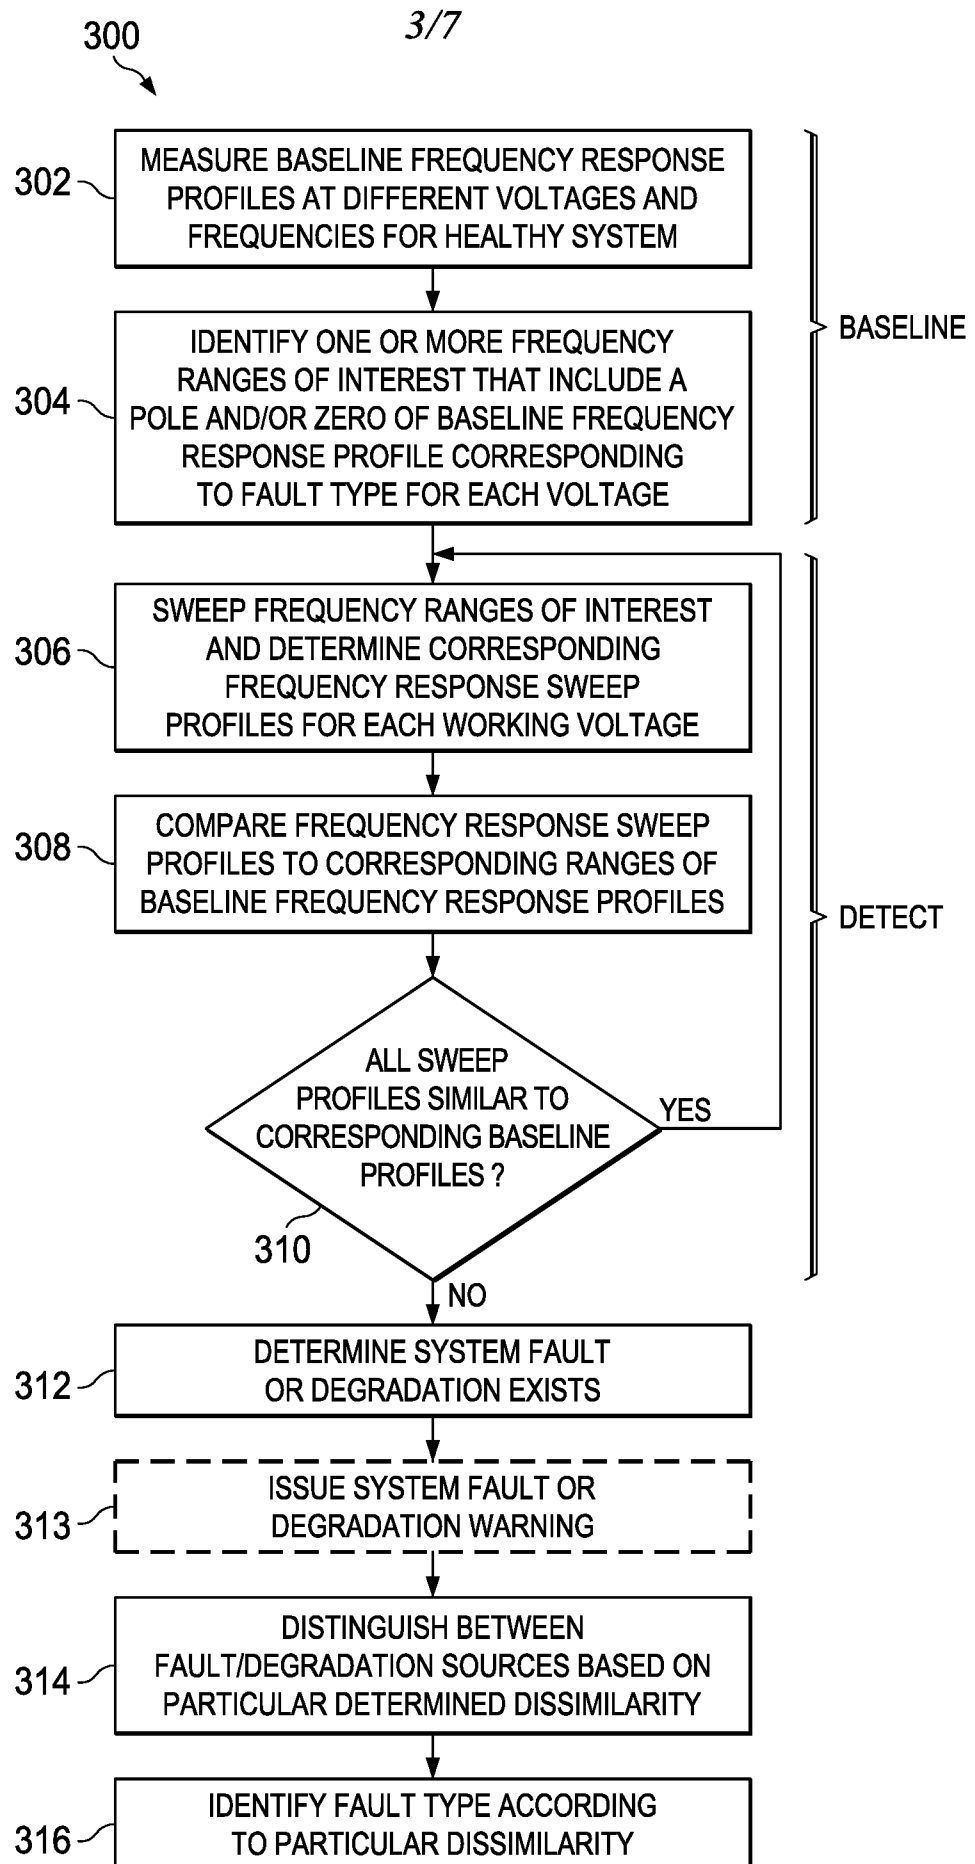 3/7
300
302
MEASURE BASELINE FREQUENCY RESPONSE
PROFILES AT DIFFERENT VOLTAGES AND
FREQUENCIES FOR HEALTHY SYSTEM
304
IDENTIFY ONE OR MORE FREQUENCY
RANGES OF INTEREST THAT INCLUDE A
POLE AND/OR ZERO OF BASELINE FREQUENCY
RESPONSE PROFILE CORRESPONDING
TO FAULT TYPE FOR EACH VOLTAGE
BASELINE
306
SWEEP FREQUENCY RANGES OF INTEREST
AND DETERMINE CORRESPONDING
FREQUENCY RESPONSE SWEEP
PROFILES FOR EACH WORKING VOLTAGE
308
COMPARE FREQUENCY RESPONSE SWEEP
PROFILES TO CORRESPONDING RANGES OF
BASELINE FREQUENCY RESPONSE PROFILES
DETECT
ALL SWEEP
PROFILES SIMILAR TO
CORRESPONDING BASELINE
PROFILES ?
YES
310
NO
312
DETERMINE SYSTEM FAULT
OR DEGRADATION EXISTS
313
ISSUE SYSTEM FAULT OR
DEGRADATION WARNING
314
DISTINGUISH BETWEEN
FAULT/DEGRADATION SOURCES BASED ON
PARTICULAR DETERMINED DISSIMILARITY
316
IDENTIFY FAULT TYPE ACCORDING
TO PARTICULAR DISSIMILARITY